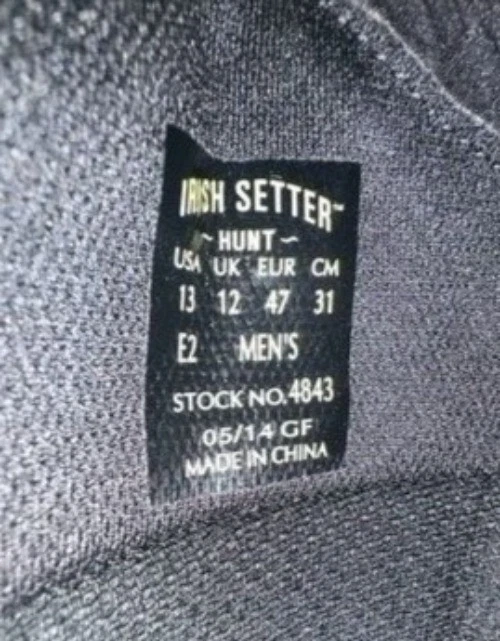 IRISH SETTER™
~ HUNT ~
USA UK EUR CM
13 12 47 31
E2 MEN'S
STOCK NO. 4843
05/14 GF
MADE IN CHINA